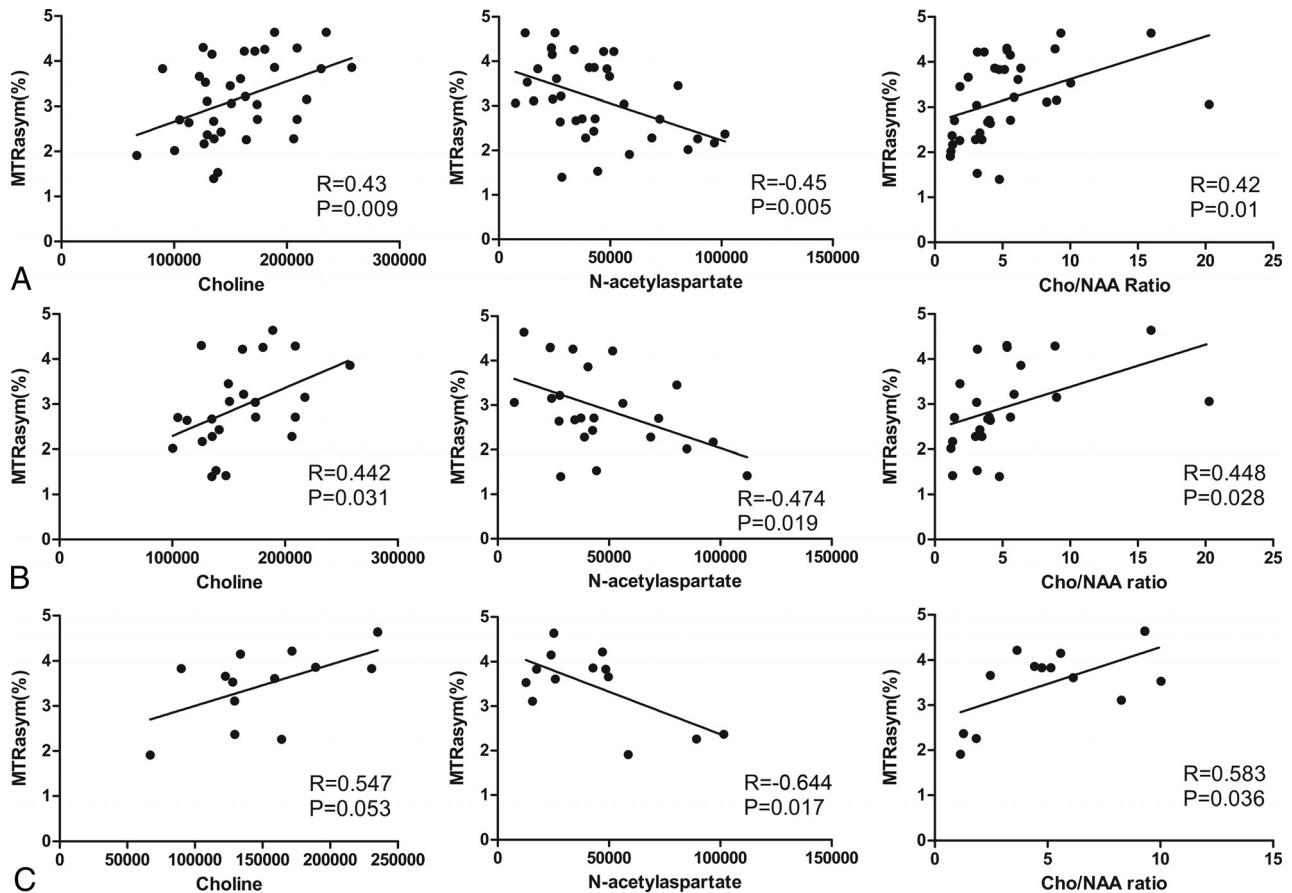 MTRasym(%)
5
4
3
2
1
0
0 100000 200000 300000
Choline
R=0.43
P=0.009
MTRasym(%)
5
4
3
2
1
0
0 50000 100000 150000
N-acetylaspartate
R=-0.45
P=0.005
MTRasym(%)
5
4
3
2
1
0
0 5 10 15 20 25
Cho/NAA Ratio
R=0.42
P=0.01
A
MTRasym(%)
5
4
3
2
1
0
0 100000 200000 300000
Choline
R=0.442
P=0.031
MTRasym(%)
5
4
3
2
1
0
0 50000 100000 150000
N-acetylaspartate
R=-0.474
P=0.019
MTRasym(%)
5
4
3
2
1
0
0 5 10 15 20 25
Cho/NAA ratio
R=0.448
P=0.028
B
MTRasym(%)
5
4
3
2
1
0
0 50000 100000 150000 200000 250000
Choline
R=0.547
P=0.053
MTRasym(%)
5
4
3
2
1
0
0 50000 100000 150000
N-acetylaspartate
R=-0.644
P=0.017
MTRasym(%)
5
4
3
2
1
0
0 5 10 15
Cho/NAA ratio
R=0.583
P=0.036
C